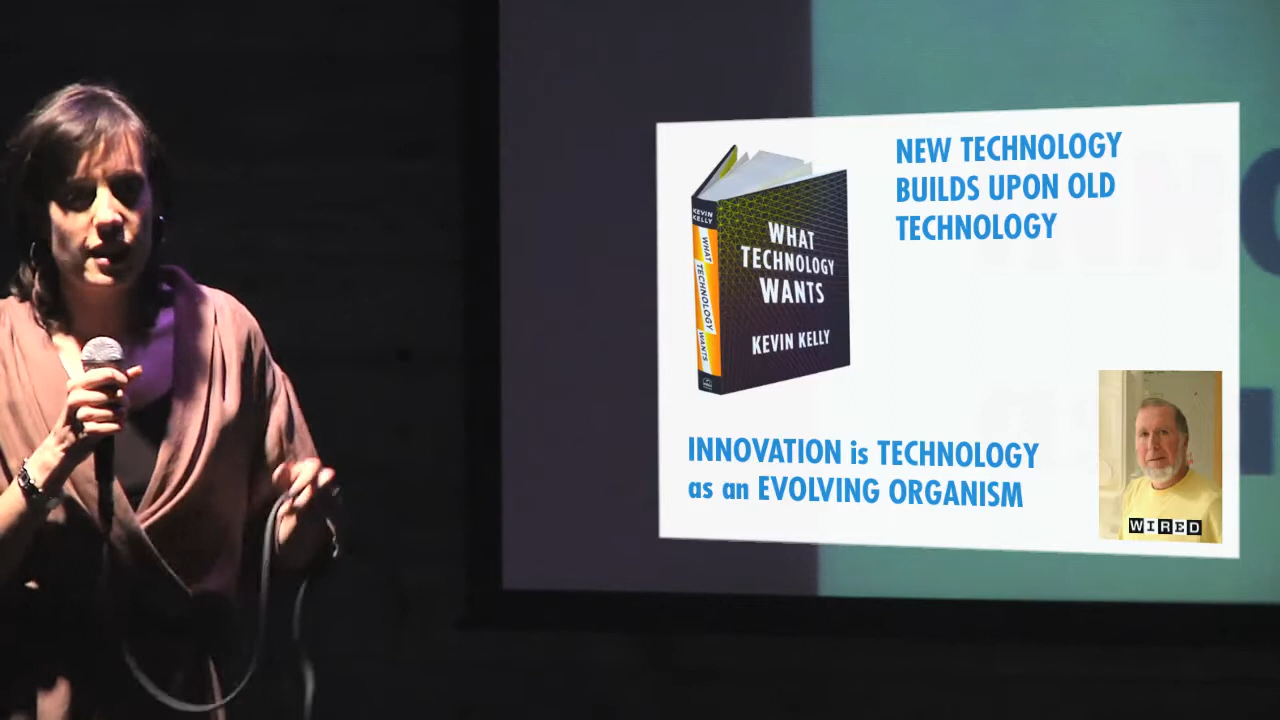 NEW TECHNOLOGY
BUILDS UPON OLD
TECHNOLOGY
KEVIN
KELLY
WHAT TECHNOLOGY WANTS
WHAT
TECHNOLOGY
WANTS
KEVIN KELLY
INNOVATION is TECHNOLOGY
as an EVOLVING ORGANISM
WIRED